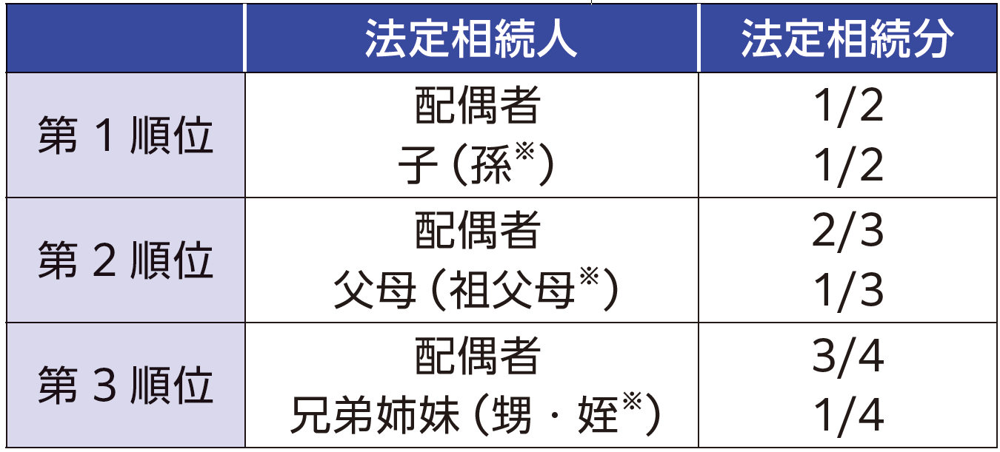 法定相続人 法定相続分
第 1 順位
配偶者 1/2
子 (孫※) 1/2
第 2 順位
配偶者 2/3
父母 (祖父母※) 1/3
第 3 順位
配偶者 3/4
兄弟姉妹 (甥・姪※) 1/4